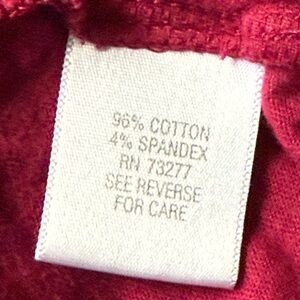 96% COTTON
4% SPANDEX
RN 73277
SEE REVERSE
FOR CARE